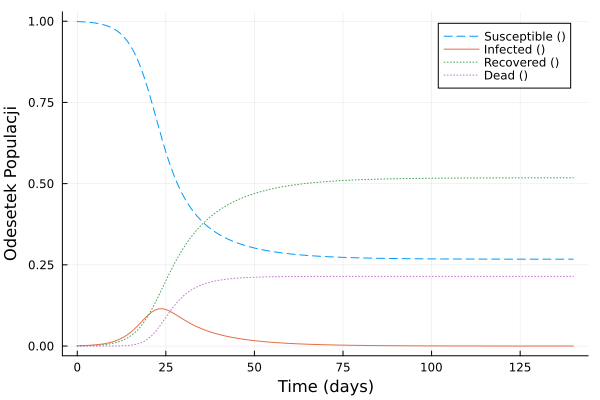 1.00
0.75
0.50
0.25
0.00
Odesetek Populacji
Susceptible ()
Infected ()
Recovered ()
Dead ()
0
25
50
75
100
125
Time (days)